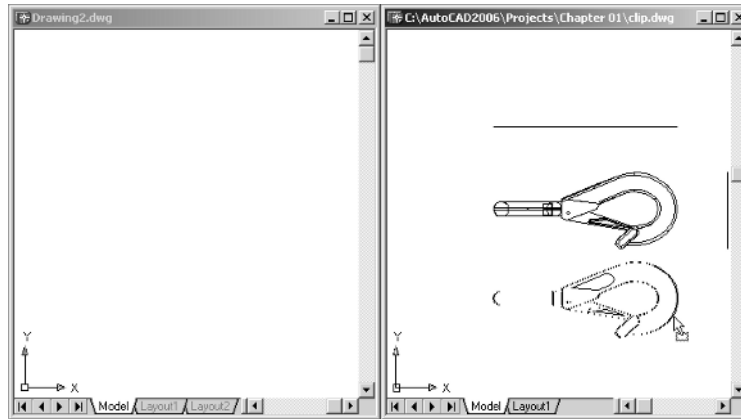 Drawing2.dwg
C:\AutoCAD2006\Projects\Chapter 01\clip.dwg
Y
X
Model Layout1 Layout2
Y
X
Model Layout1